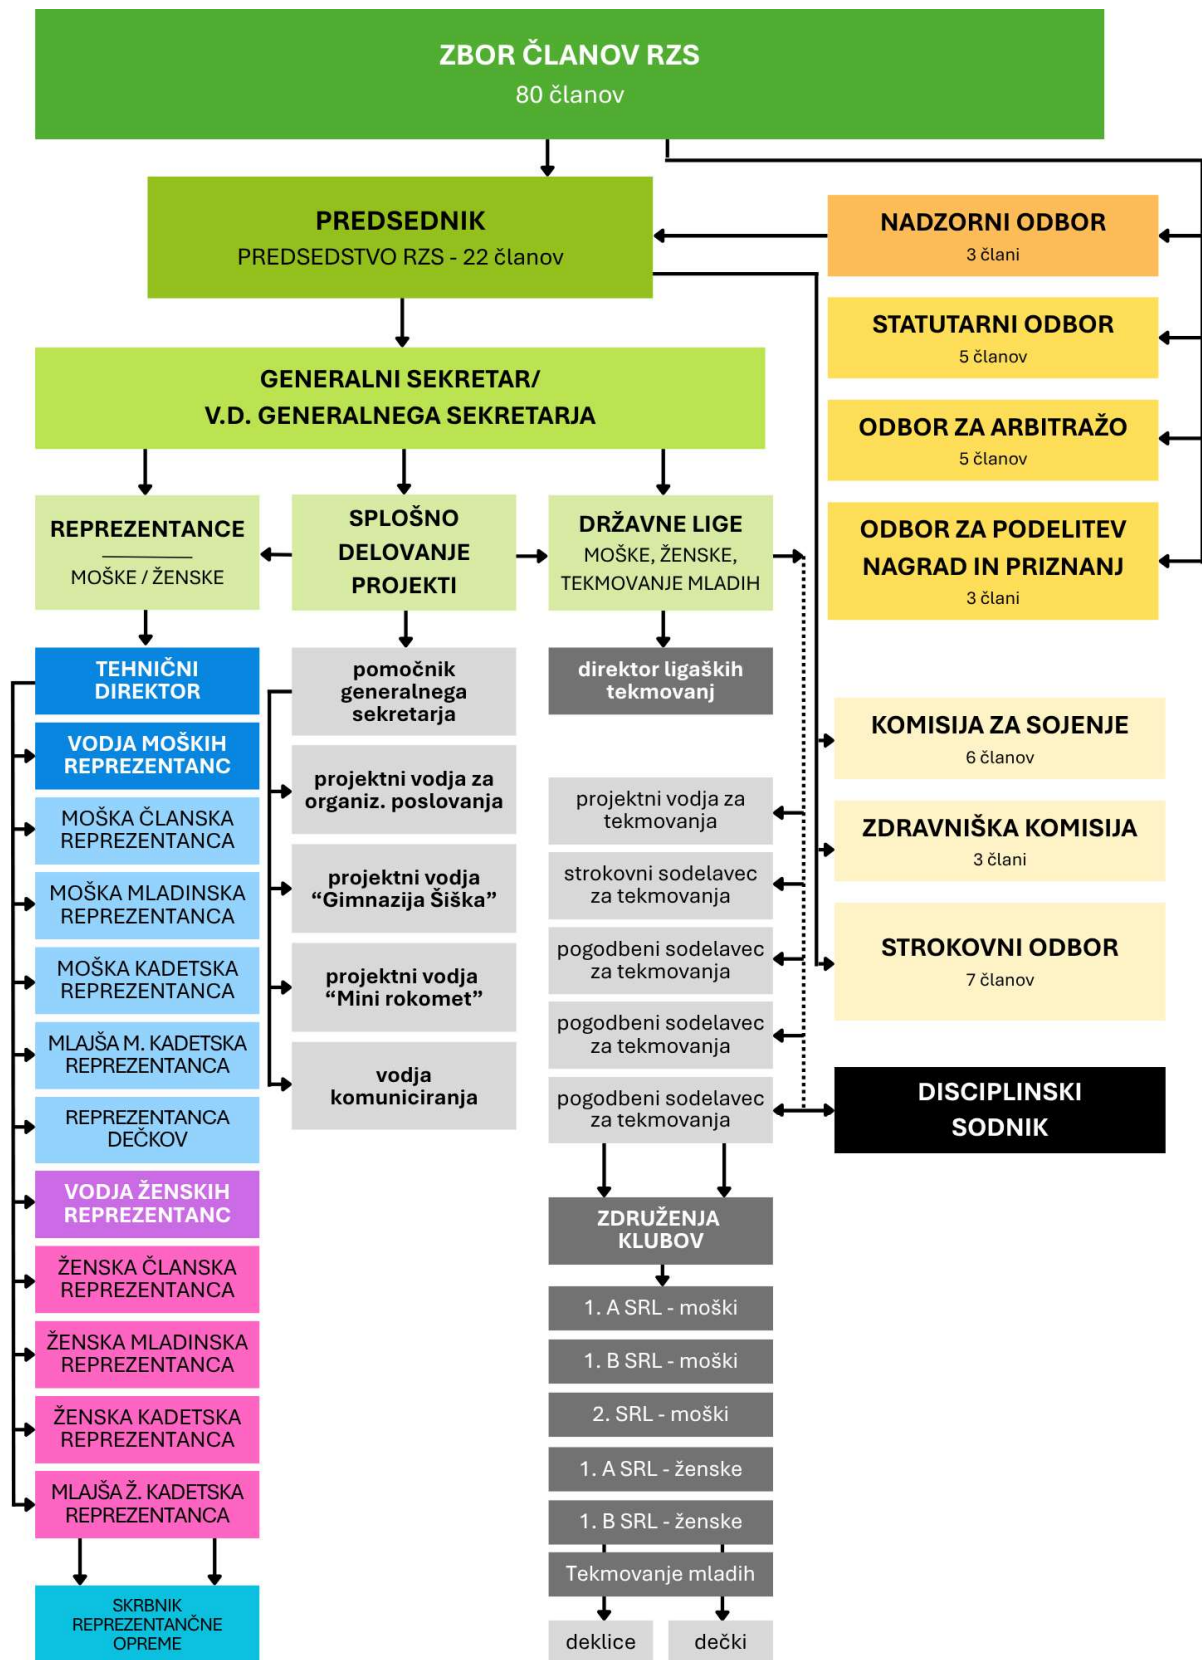 ZBOR ČLANOV RZS
80 članov
PREDSEDNIK
PREDSEDSTVO RZS - 22 članov
NADZORNI ODBOR
3 člani
STATUTARNI ODBOR
5 članov
ODBOR ZA ARBITRAŽO
5 članov
ODBOR ZA PODELITEV
NAGRAD IN PRIZNANJ
3 člani
GENERALNI SEKRETAR/
V.D. GENERALNEGA SEKRETARJA
REPREZENTANCE
MOŠKE / ŽENSKE
SPLOŠNO
DELOVANJE
PROJEKTI
DRŽAVNE LIGE
MOŠKE, ŽENSKE,
TEKMOVANJE MLADIH
TEHNIČNI
DIREKTOR
VODJA MOŠKIH
REPREZENTANC
MOŠKA ČLANSKA
REPREZENTANCA
MOŠKA MLADINSKA
REPREZENTANCA
MOŠKA KADETSKA
REPREZENTANCA
MLAJŠA M. KADETSKA
REPREZENTANCA
REPREZENTANCA
DEČKOV
VODJA ŽENSKIH
REPREZENTANC
ŽENSKA ČLANSKA
REPREZENTANCA
ŽENSKA MLADINSKA
REPREZENTANCA
ŽENSKA KADETSKA
REPREZENTANCA
MLAJŠA Ž. KADETSKA
REPREZENTANCA
SKRBNIK
REPREZENTANČNE
OPREME
pomočnik
generalnega
sekretarja
projektni vodja za
organiz. poslovanja
projektni vodja
“Gimnazija Šiška”
projektni vodja
“Mini rokomet”
vodja
komuniciranja
direktor ligaških
tekmovanj
projektni vodja za
tekmovanja
strokovni sodelavec
za tekmovanja
pogodbeni sodelavec
za tekmovanja
pogodbeni sodelavec
za tekmovanja
pogodbeni sodelavec
za tekmovanja
ZDRUŽENJA
KLUBOV
1. A SRL - moški
1. B SRL - moški
2. SRL - moški
1. A SRL - ženske
1. B SRL - ženske
Tekmovanje mladih
deklice
dečki
KOMISIJA ZA SOJENJE
6 članov
ZDRAVNIŠKA KOMISIJA
3 člani
STROKOVNI ODBOR
7 članov
DISCIPLINSKI
SODNIK